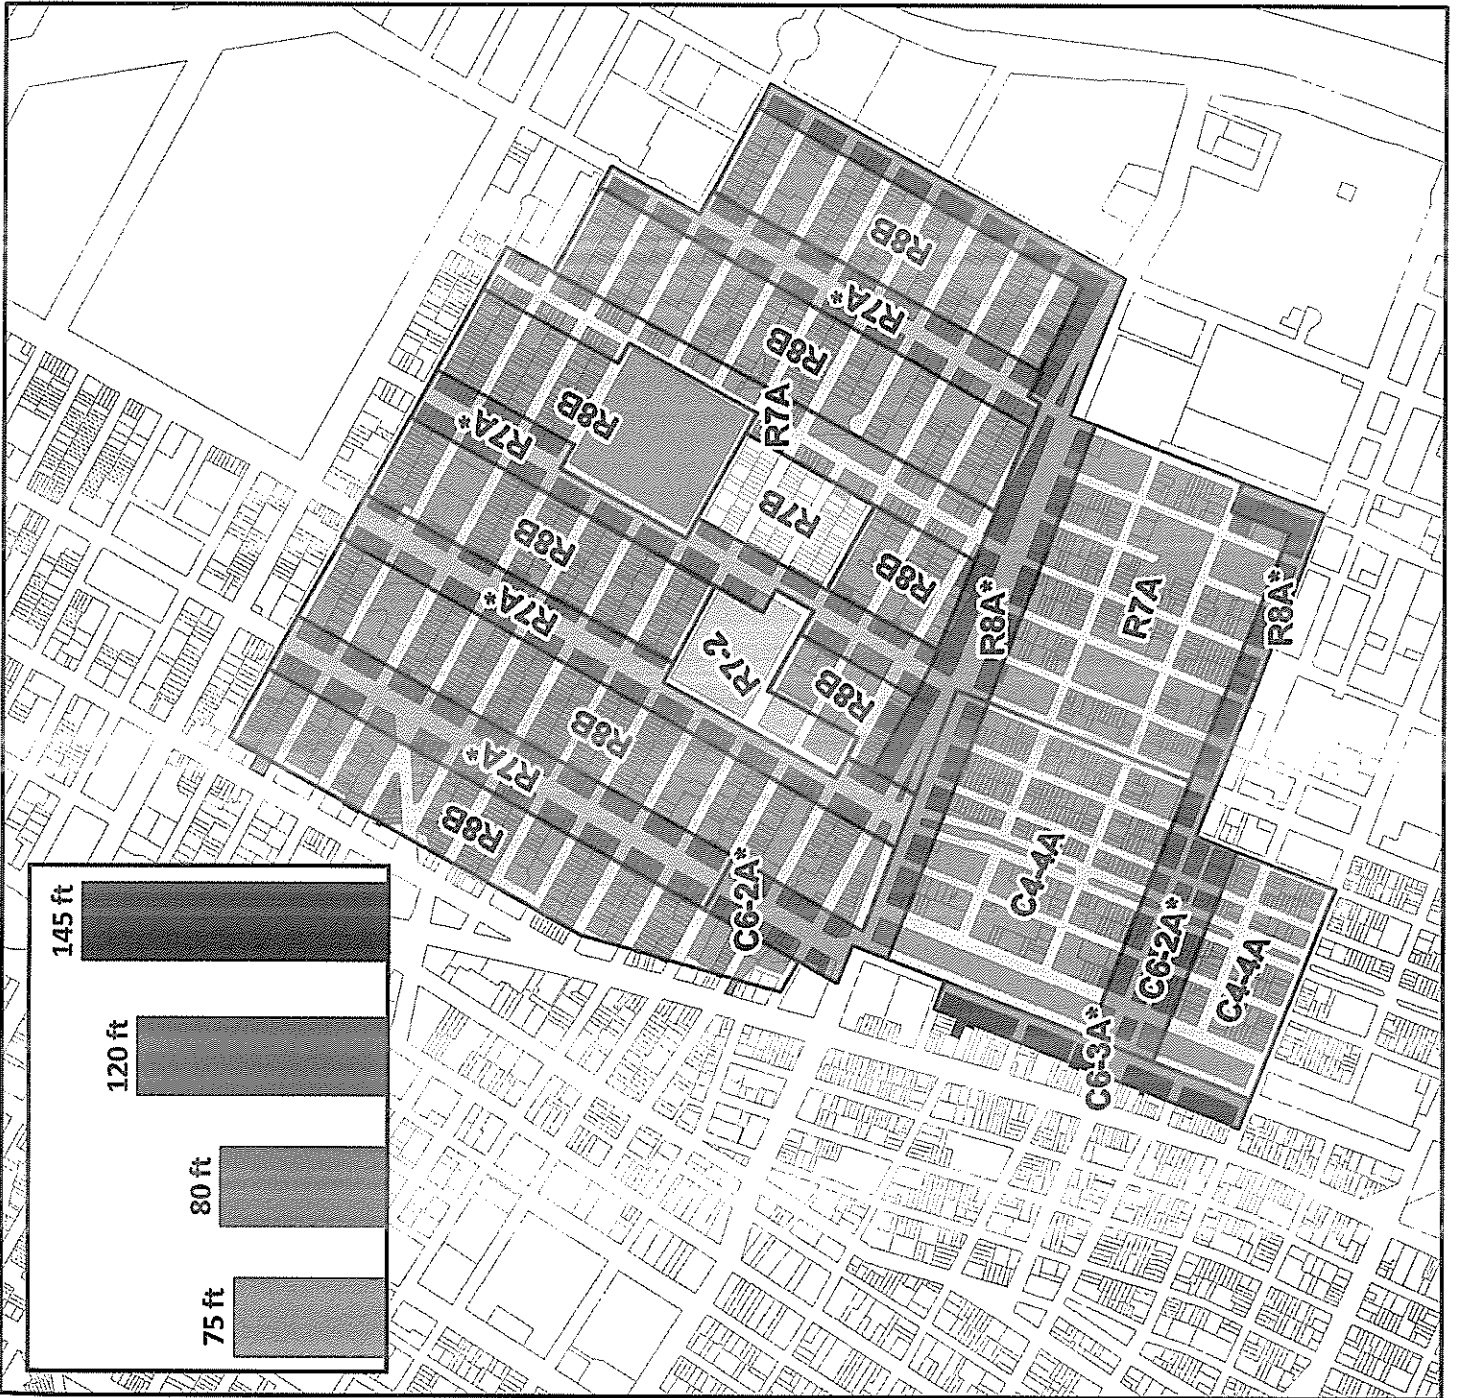 75 ft
80 ft
120 ft
145 ft
R8B
R7A*
R8B
R7A*
R8B
R7A*
R8B
R7A
R8B
R7A*
R8B
R7B
R8B
R7-2
R8B
C6-2A*
R8A*
R7A
R8A*
C4-4A
C6-2A*
C4-4A
C6-3A*